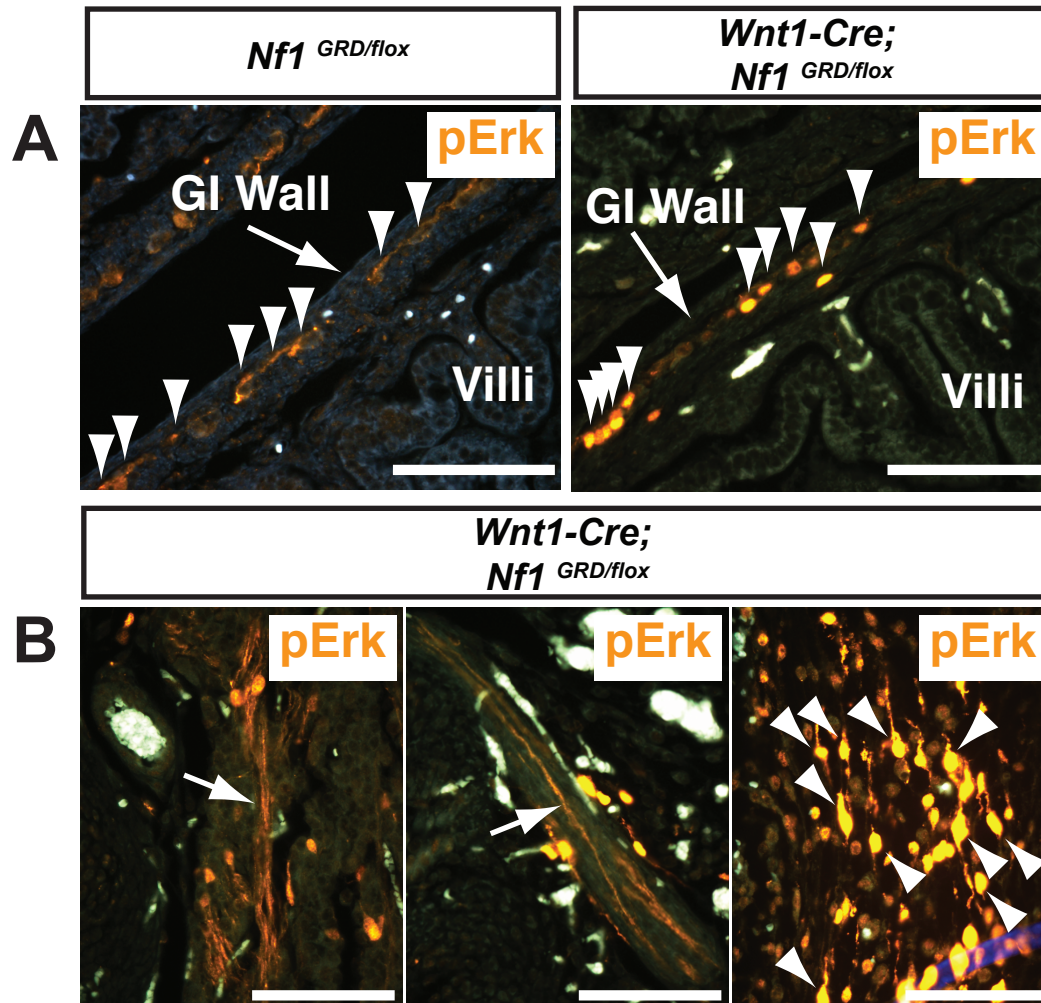 Nf1 GRD/flox
Wnt1-Cre;
Nf1 GRD/flox
A
pErk
GI Wall
Villi
pErk
GI Wall
Villi
Wnt1-Cre;
Nf1 GRD/flox
B
pErk
pErk
pErk